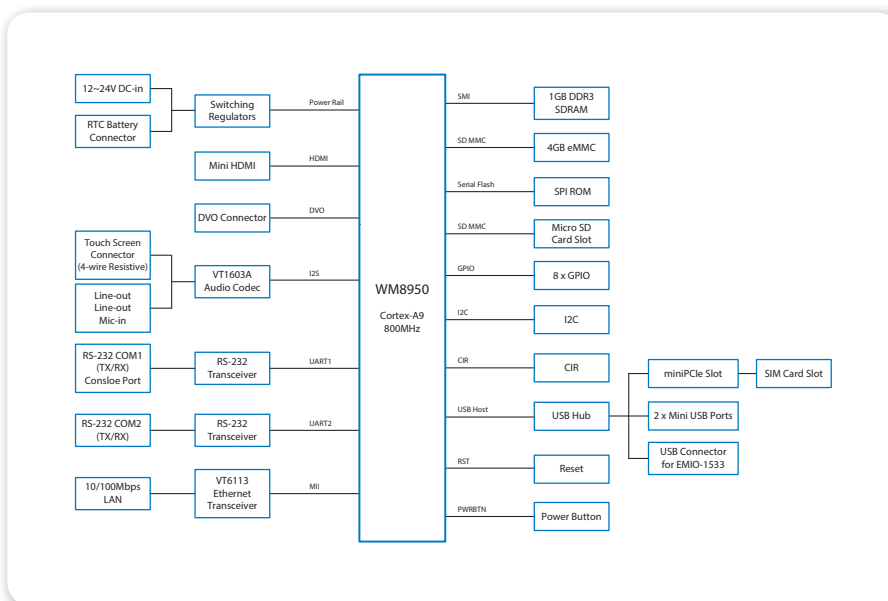 12~24V DC-in
RTC Battery
Connector
Switching
Regulators
Power Rail
Mini HDMI
HDMI
DVO Connector
DVO
Touch Screen
Connector
(4-wire Resistive)
Line-out
Line-out
Mic-in
VT1603A
Audio Codec
I2S
RS-232 COM1
(TX/RX)
Consloe Port
RS-232
Transceiver
UART1
RS-232 COM2
(TX/RX)
RS-232
Transceiver
UART2
10/100Mbps
LAN
VT6113
Ethernet
Transceiver
MII
WM8950
Cortex-A9
800MHz
SMI
1GB DDR3
SDRAM
SD MMC
4GB eMMC
Serial Flash
SPI ROM
SD MMC
Micro SD
Card Slot
GPIO
8 x GPIO
I2C
I2C
CIR
CIR
USB Host
USB Hub
miniPCIe Slot
SIM Card Slot
2 x Mini USB Ports
USB Connector
for EMIO-1533
RST
Reset
PWRBTN
Power Button